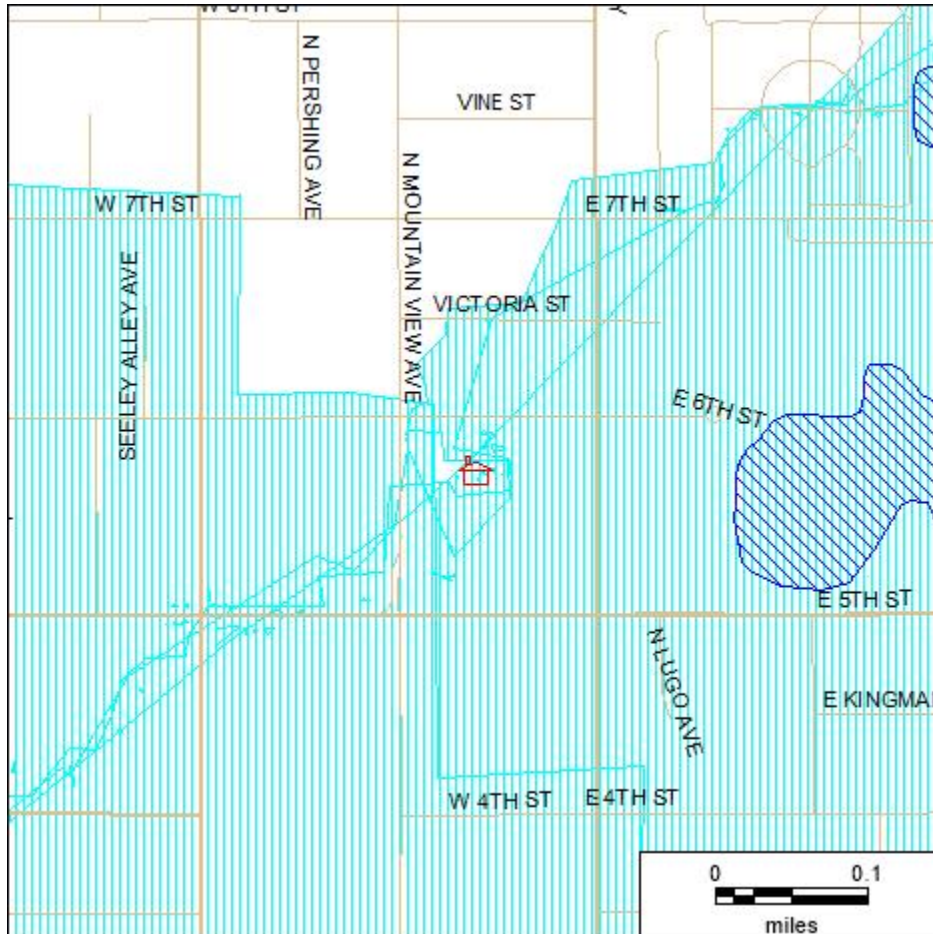 N PERSHING AVE
VINE ST
N MOUNTAIN VIEW AVE
W 7TH ST
E 7TH ST
SEELEY ALLEY AVE
VICTORIA ST
E 6TH ST
E 5TH ST
N LUGO AVE
E KINGMA
W 4TH ST
E 4TH ST
0 0.1
miles